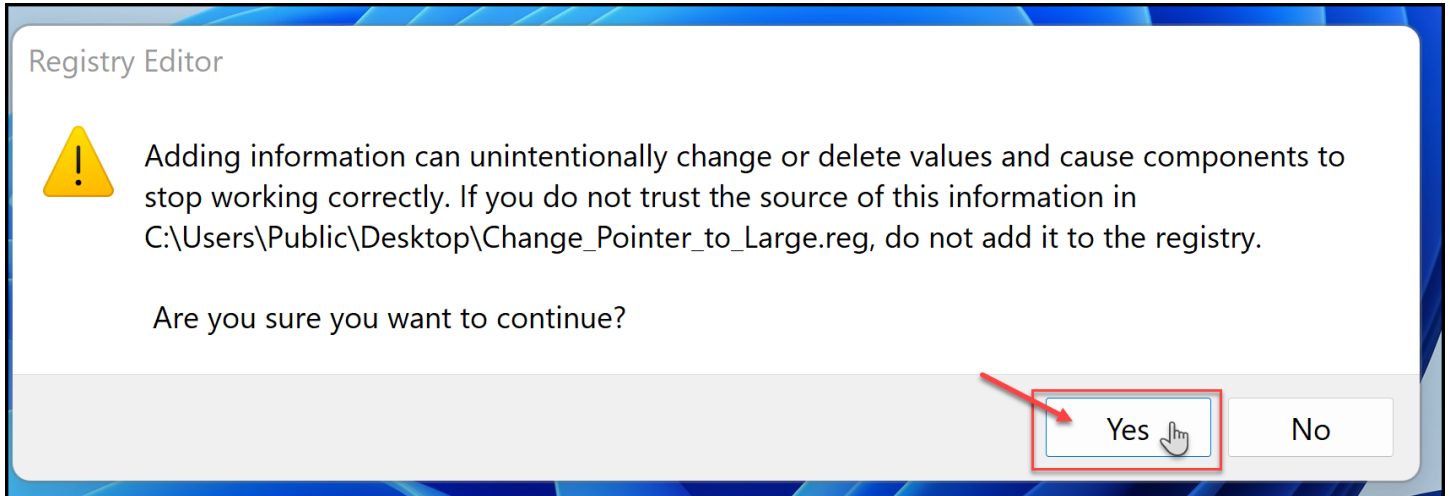 Registry Editor
Adding information can unintentionally change or delete values and cause components to
stop working correctly. If you do not trust the source of this information in
C:\Users\Public\Desktop\Change_Pointer_to_Large.reg, do not add it to the registry.
Are you sure you want to continue?
Yes No